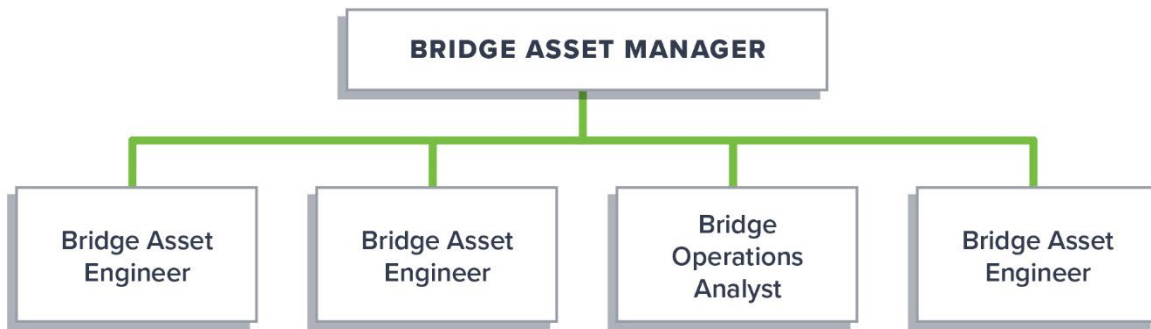 BRIDGE ASSET MANAGER
Bridge Asset
Engineer
Bridge Asset
Engineer
Bridge
Operations
Analyst
Bridge Asset
Engineer